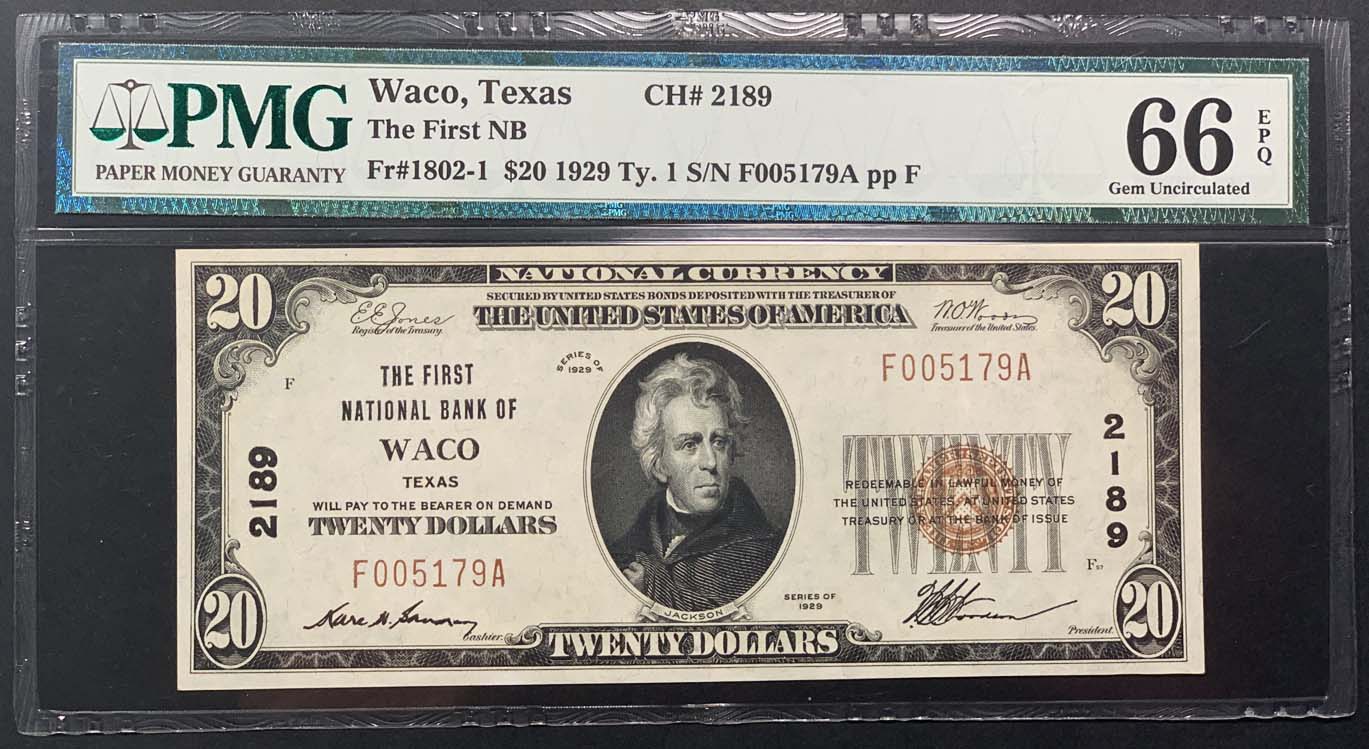 PMG
PAPER MONEY GUARANTY
Waco, Texas CH# 2189
The First NB
Fr#1802-1 $20 1929 Ty. 1 S/N F005179A pp F
66 EPQ
Gem Uncirculated
NATIONAL CURRENCY
SECURED BY UNITED STATES BONDS DEPOSITED WITH THE TREASURER OF
THE UNITED STATES OF AMERICA
20
20
E.E. Jones
Register of the Treasury.
W.O. Woods
Treasurer of the United States.
SERIES OF
1929
F
THE FIRST
NATIONAL BANK OF
WACO
TEXAS
WILL PAY TO THE BEARER ON DEMAND
TWENTY DOLLARS
F005179A
2189
F005179A
2189
TWENTY
REDEEMABLE IN LAWFUL MONEY OF
THE UNITED STATES AT UNITED STATES
TREASURY OR AT THE BANK OF ISSUE
F57
SERIES OF
1929
JACKSON
Cashier.
President.
20
TWENTY DOLLARS
20